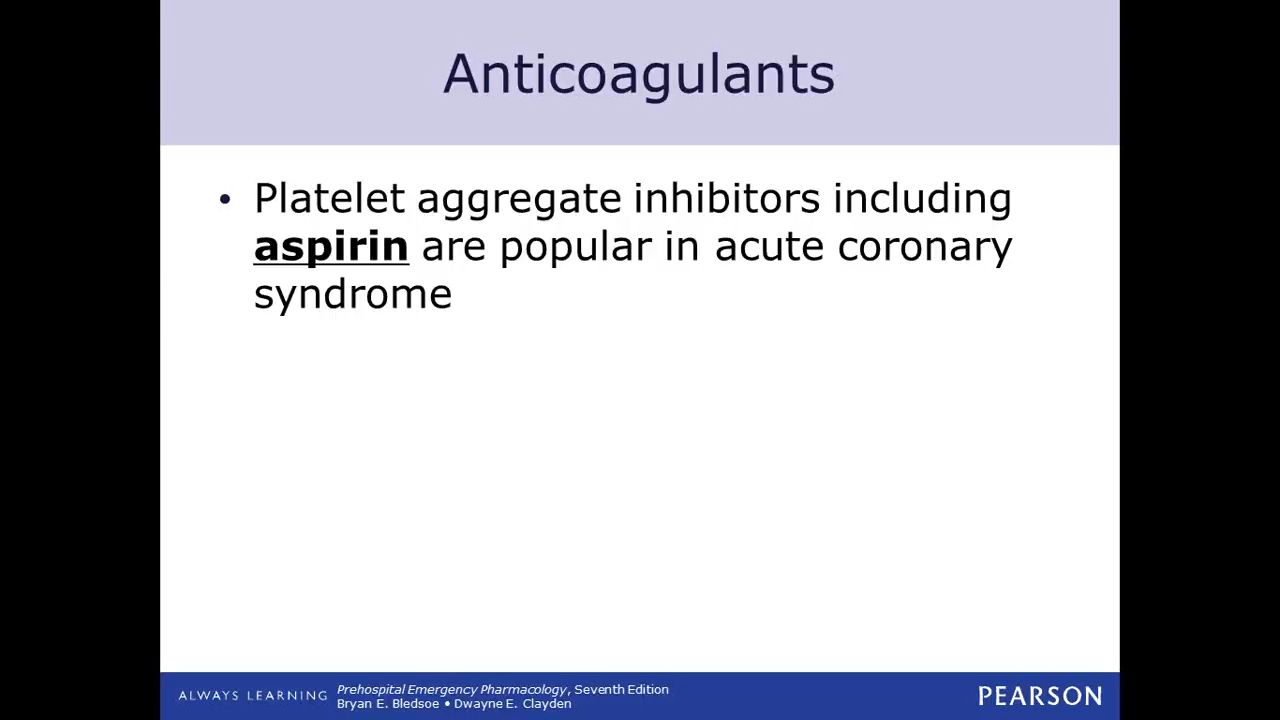 Anticoagulants
• Platelet aggregate inhibitors including
aspirin are popular in acute coronary
syndrome
ALWAYS LEARNING
Prehospital Emergency Pharmacology, Seventh Edition
Bryan E. Bledsoe • Dwayne E. Clayden
PEARSON